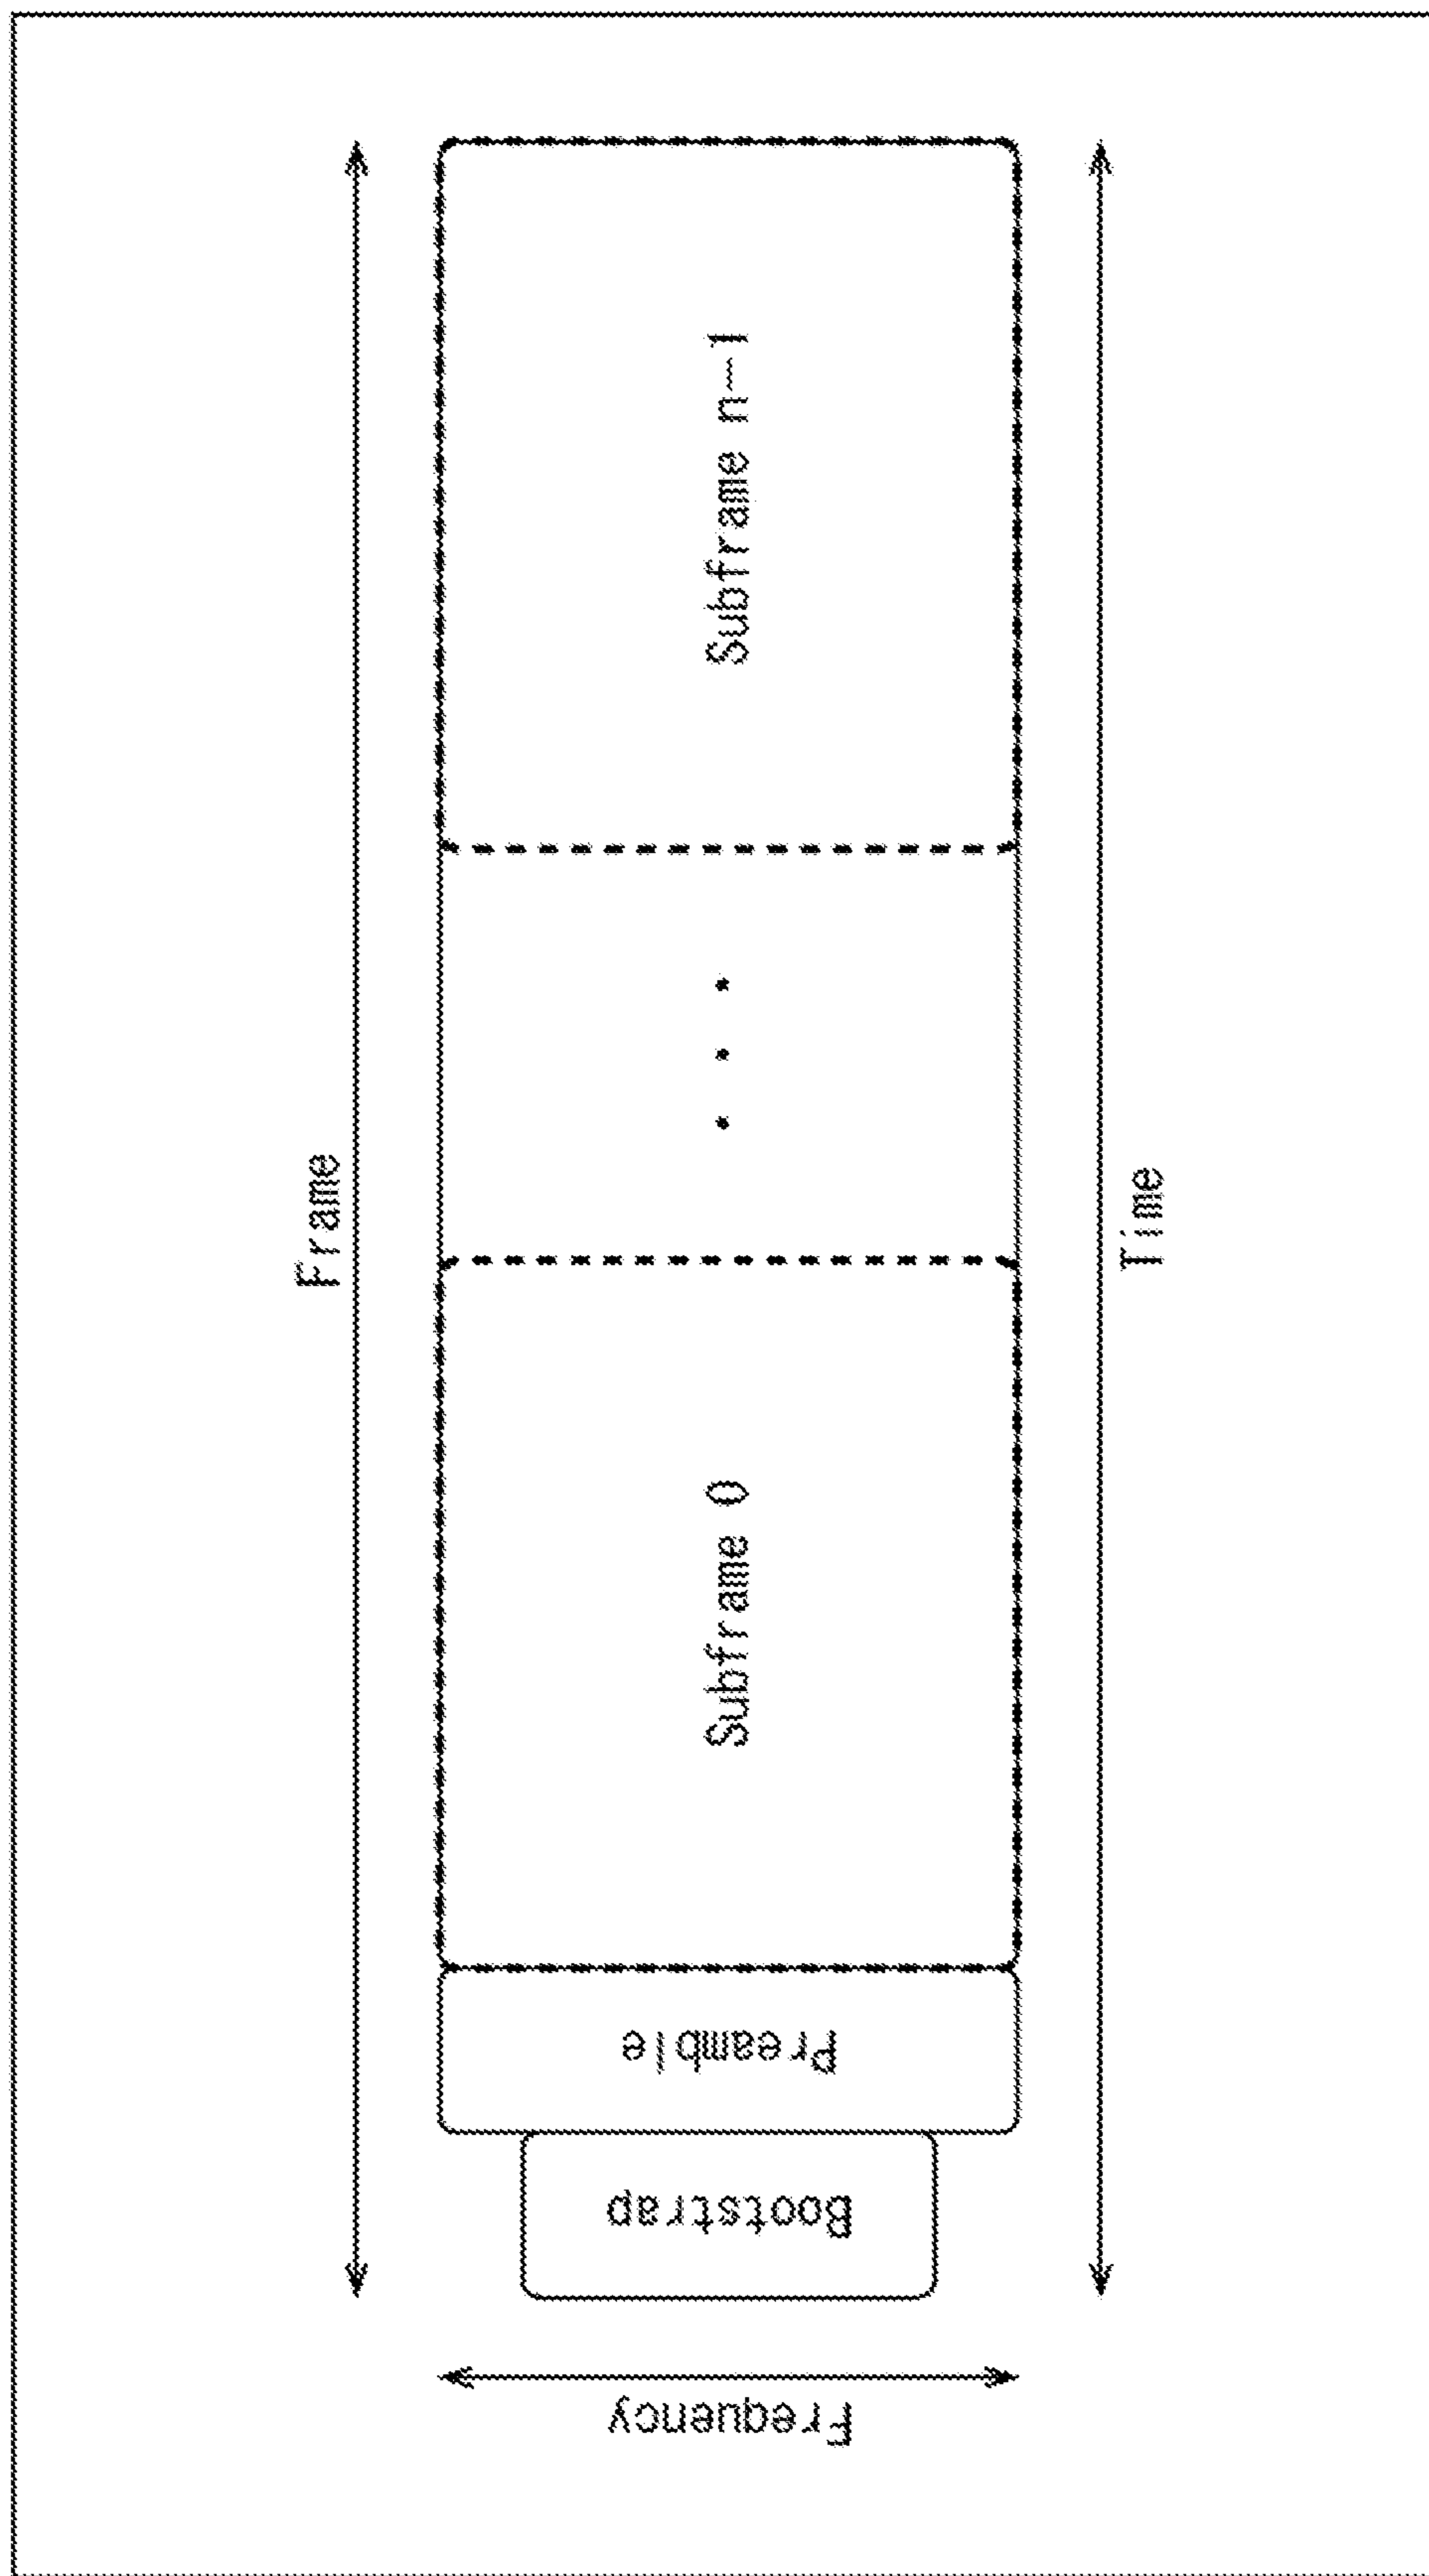 Frame
Frequency
Bootstrap
Preamble
Subframe 0
...
Subframe n-1
Time